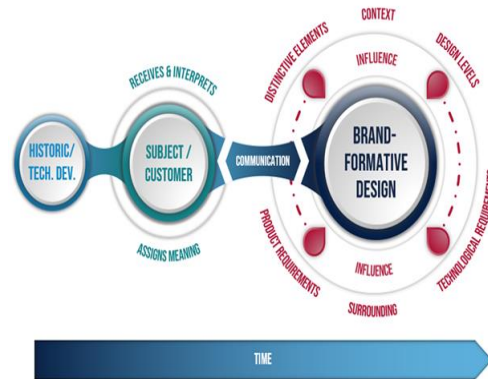 CONTEXT
DISTINCTIVE ELEMENTS
DESIGN LEVELS
INFLUENCE
RECEIVES & INTERPRETS
HISTORIC/
TECH. DEV.
SUBJECT /
CUSTOMER
COMMUNICATION
BRAND-
FORMATIVE
DESIGN
ASSIGNS MEANING
PRODUCT REQUIREMENTS
INFLUENCE
TECHNOLOGICAL
SURROUNDING
TIME